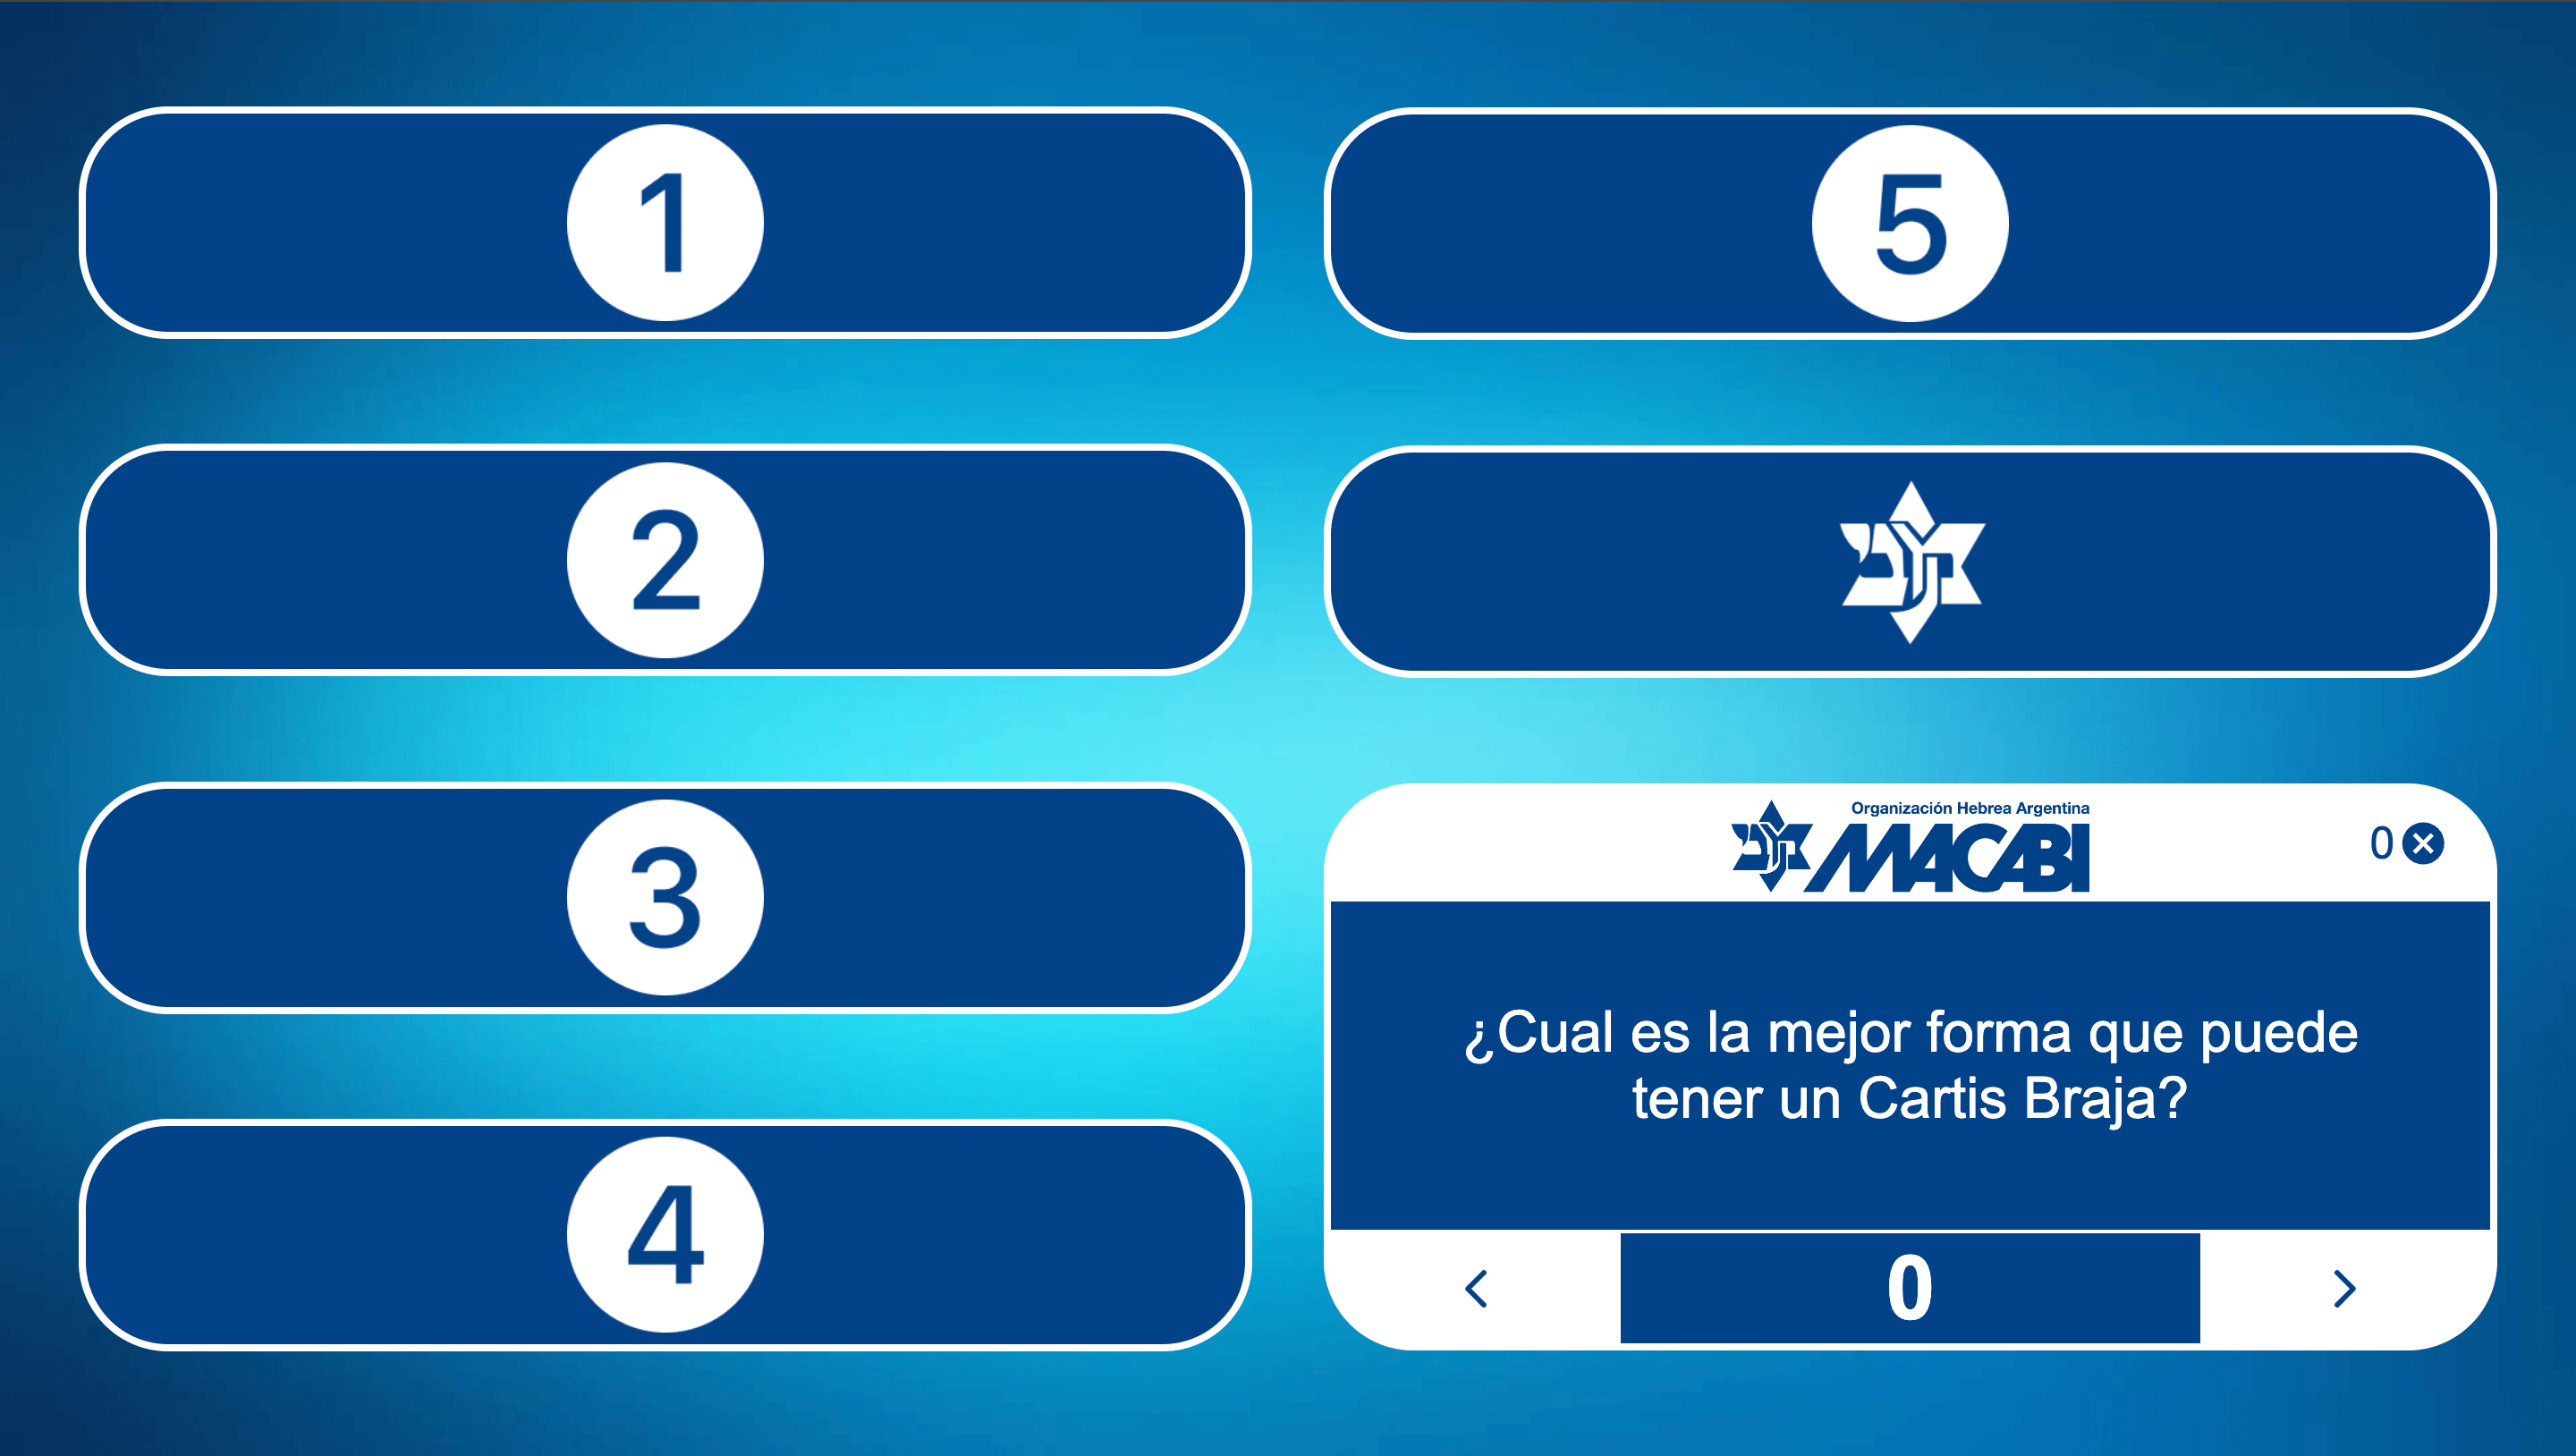 1
5
2
3
Organización Hebrea Argentina
MACABI
0
¿Cual es la mejor forma que puede
tener un Cartis Braja?
4
0